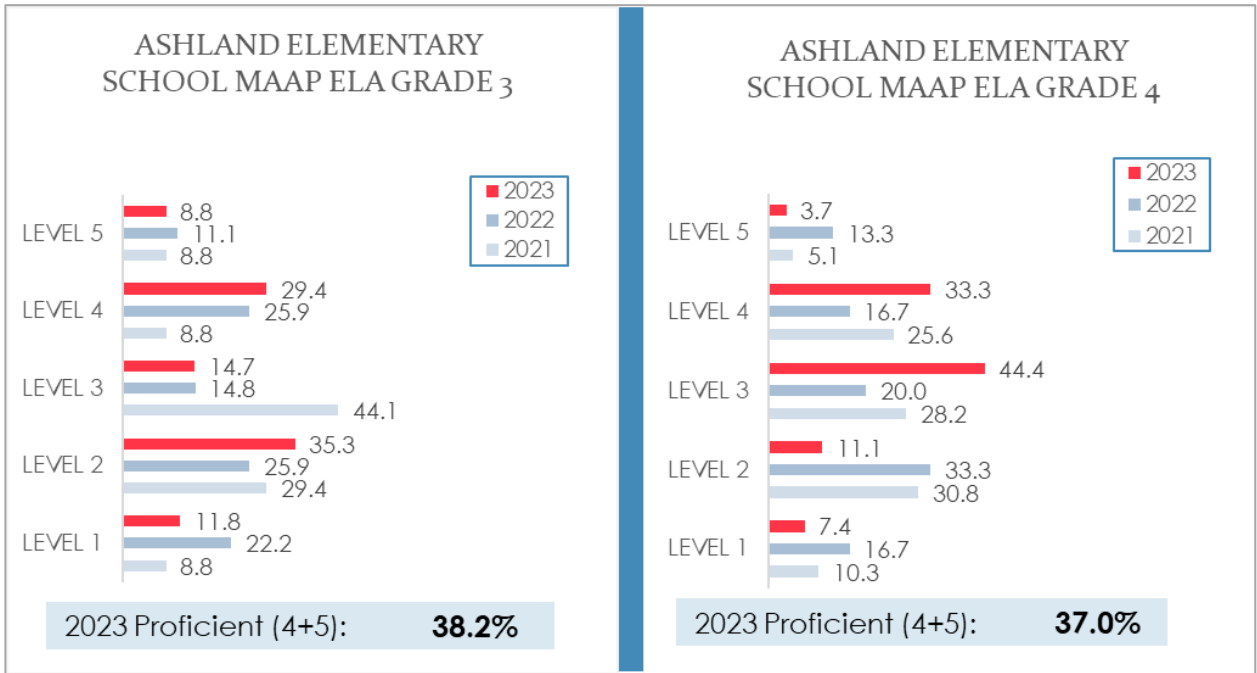 ASHLAND ELEMENTARY
SCHOOL MAAP ELA GRADE 3
2023
2022
2021
LEVEL 5
8.8
11.1
8.8
LEVEL 4
29.4
25.9
8.8
LEVEL 3
14.7
14.8
44.1
LEVEL 2
35.3
25.9
29.4
LEVEL 1
11.8
22.2
8.8
2023 Proficient (4+5): 38.2%
ASHLAND ELEMENTARY
SCHOOL MAAP ELA GRADE 4
2023
2022
2021
LEVEL 5
3.7
13.3
5.1
LEVEL 4
33.3
16.7
25.6
LEVEL 3
44.4
20.0
28.2
LEVEL 2
11.1
33.3
30.8
LEVEL 1
7.4
16.7
10.3
2023 Proficient (4+5): 37.0%